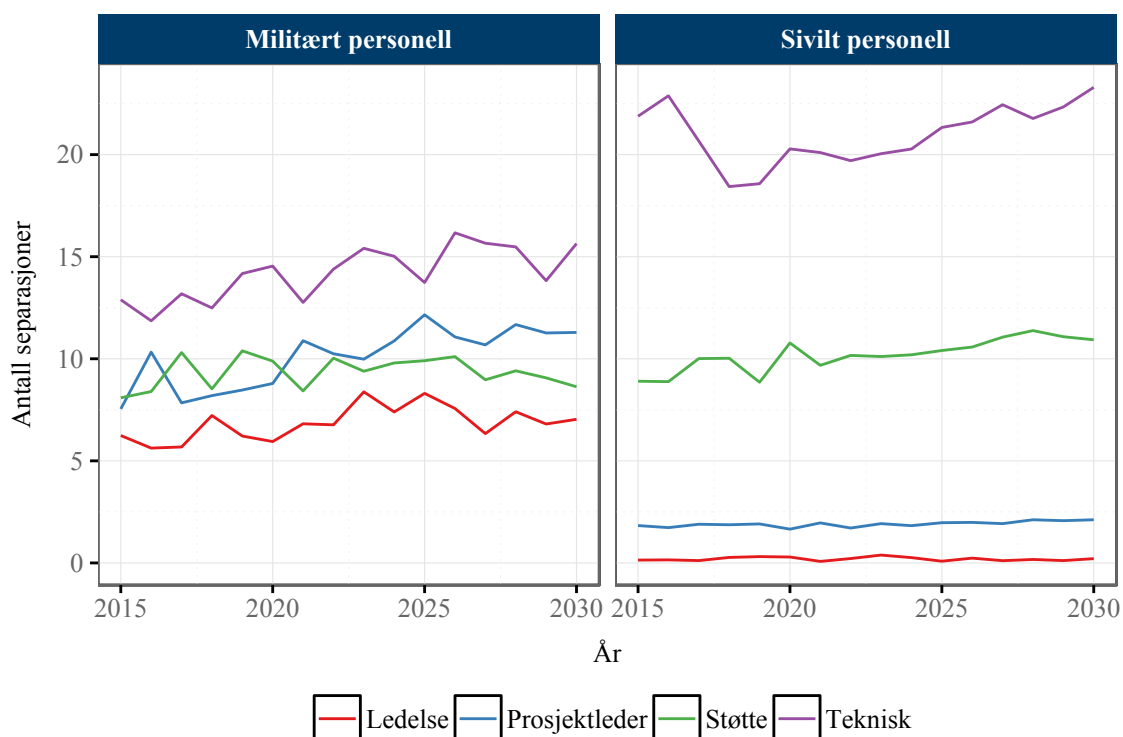 Militært personell
Sivilt personell
Antall separasjoner
20
15
10
5
0
2015 2020 2025 2030
2015 2020 2025 2030
År
Ledelse Prosjektleder Støtte Teknisk